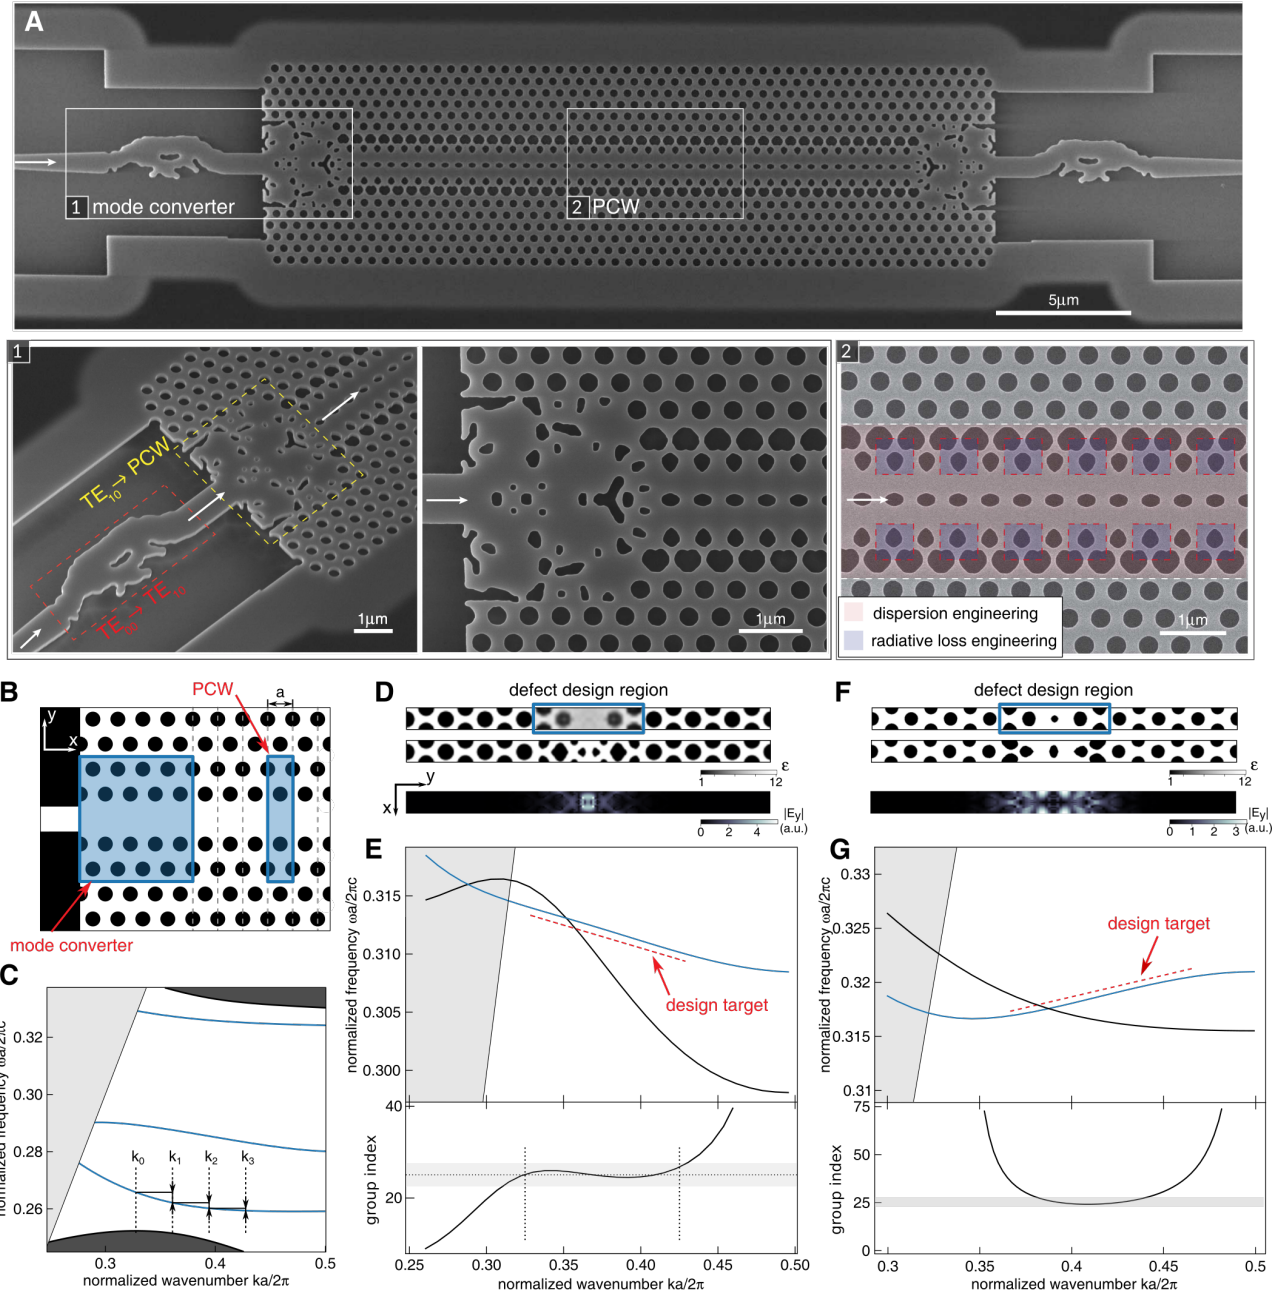 A
1 mode converter
2 PCW
5μm
1
TE₁₀ → PCW
1μm
1μm
2
dispersion engineering
radiative loss engineering
1μm
B
PCW
a
y
x
mode converter
C
0.32
0.30
0.28
0.26
k₀ k₁ k₂ k₃
0.3 0.4 0.5
normalized wavenumber ka/2π
D
defect design region
ε
1 12
y
x
|Ey|
(a.u.)
0 2 4
E
normalized frequency ωa/2πc
0.315
0.310
0.305
0.300
design target
group index
40
20
0.25 0.30 0.35 0.40 0.45 0.50
normalized wavenumber ka/2π
F
defect design region
ε
1 12
|Ey|
(a.u.)
0 1 2 3
G
normalized frequency ωa/2πc
0.33
0.325
0.32
0.315
0.31
design target
group index
75
50
25
0
0.3 0.35 0.4 0.45 0.5
normalized wavenumber ka/2π